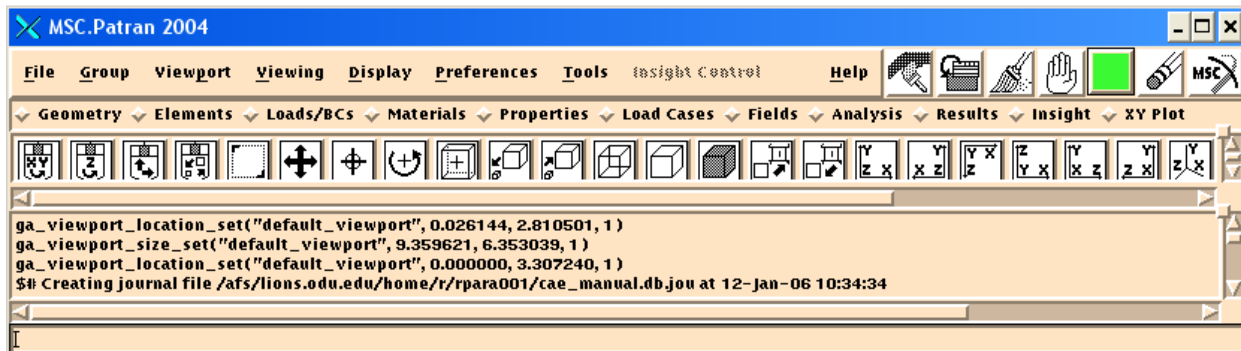 MSC.Patran 2004
File Group Viewport Viewing Display Preferences Tools Insight Control Help MSC
Geometry Elements Loads/BCs Materials Properties Load Cases Fields Analysis Results Insight XY Plot
XY Z Y Z X Y X Z Y X Z Z Y X Y X Z Y Z X Y Z X
ga_viewport_location_set("default_viewport", 0.026144, 2.810501, 1 )
ga_viewport_size_set("default_viewport", 9.359621, 6.353039, 1 )
ga_viewport_location_set("default_viewport", 0.000000, 3.307240, 1 )
$# Creating journal file /afs/lions.odu.edu/home/r/rpara001/cae_manual.db.jou at 12-Jan-06 10:34:34